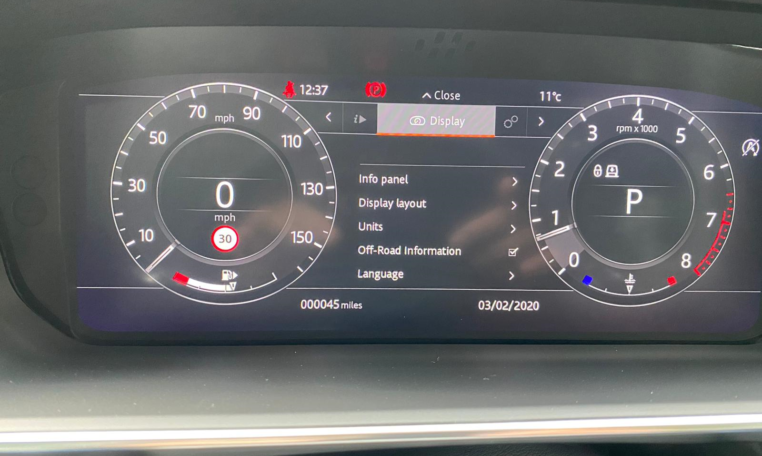 12:37
Close
11°c
Display
mph
70
90
50
110
30
130
10
150
0
mph
30
Info panel
Display layout
Units
Off-Road Information
Language
4
rpm x 1000
3
5
2
6
1
7
0
8
P
000045 miles
03/02/2020